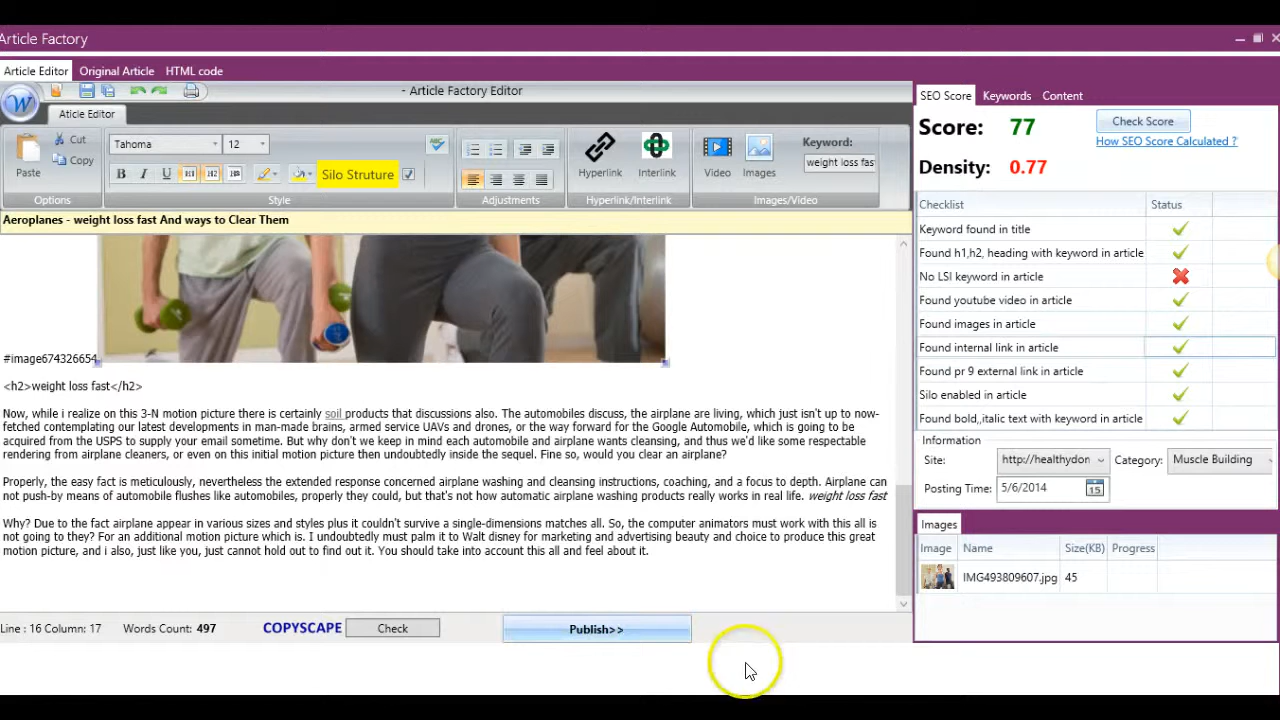 Article Factory
Article Editor Original Article HTML code
- Article Factory Editor
W
Aticle Editor
Cut
Copy
Paste
Tahoma 12
B I U H1 H2
Silo Struture
Hyperlink Interlink
Video Images
Keyword:
weight loss fas
Options Style Adjustments Hyperlink/Interlink Images/Video
Aeroplanes - weight loss fast And ways to Clear Them
#image674326654
<h2>weight loss fast</h2>
Now, while i realize on this 3-N motion picture there is certainly soil products that discussions also. The automobiles discuss, the airplane are living, which just isn't up to now-
fetched contemplating our latest developments in man-made brains, armed service UAVs and drones, or the way forward for the Google Automobile, which is going to be
acquired from the USPS to supply your email sometime. But why don't we keep in mind each automobile and airplane wants cleansing, and thus we'd like some respectable
rendering from airplane cleaners, or even on this initial motion picture then undoubtedly inside the sequel. Fine so, would you clear an airplane?
Properly, the easy fact is meticulously, nevertheless the extended response concerned airplane washing and cleansing instructions, coaching, and a focus to depth. Airplane can
not push-by means of automobile flushes like automobiles, properly they could, but that's not how automatic airplane washing products really works in real life. weight loss fast
Why? Due to the fact airplane appear in various sizes and styles plus it couldn't survive a single-dimensions matches all. So, the computer animators must work with this all is
not going to they? For an additional motion picture which is. I undoubtedly must palm it to Walt disney for marketing and advertising beauty and choice to produce this great
motion picture, and i also, just like you, just cannot hold out to find out it. You should take into account this all and feel about it.
Line : 16 Column: 17 Words Count: 497 COPYSCAPE Check Publish>>
SEO Score Keywords Content
Score: 77 Check Score
How SEO Score Calculated ?
Density: 0.77
Checklist Status
Keyword found in title
Found h1,h2, heading with keyword in article
No LSI keyword in article
Found youtube video in article
Found images in article
Found internal link in article
Found pr 9 external link in article
Silo enabled in article
Found bold,,italic text with keyword in article
Information
Site: http://healthydon Category: Muscle Building
Posting Time: 5/6/2014 15
Images
Image Name Size(KB) Progress
IMG493809607.jpg 45